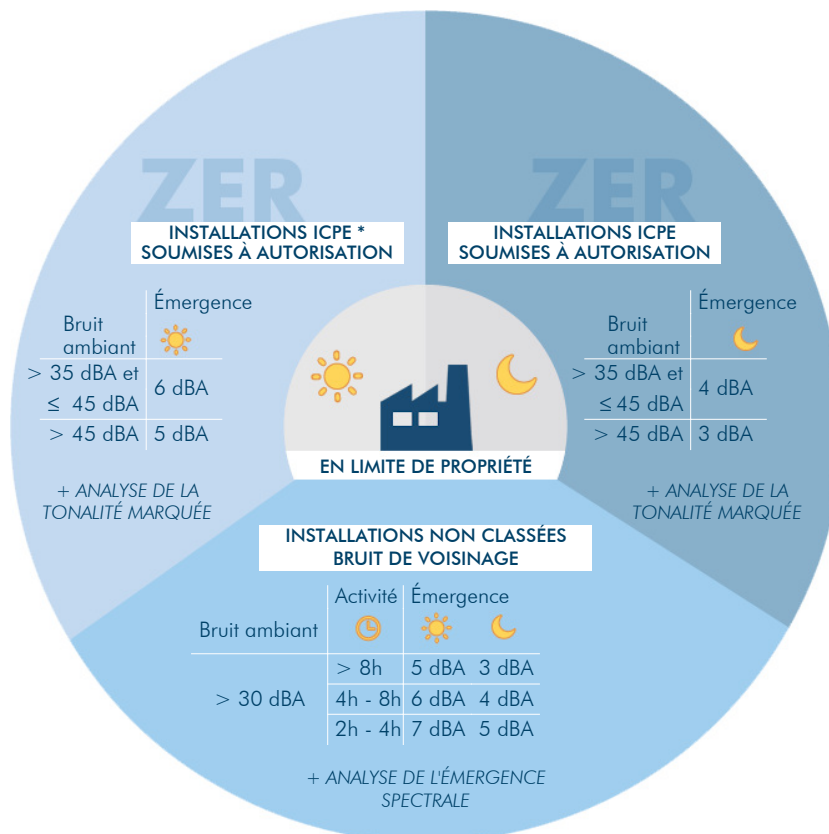 ZER
INSTALLATIONS ICPE *
SOUMISES À AUTORISATION
Émergence
Bruit
ambiant
> 35 dBA et
≤ 45 dBA
6 dBA
> 45 dBA 5 dBA
+ ANALYSE DE LA
TONALITÉ MARQUÉE
ZER
INSTALLATIONS ICPE
SOUMISES À AUTORISATION
Émergence
Bruit
ambiant
> 35 dBA et
≤ 45 dBA
4 dBA
> 45 dBA 3 dBA
+ ANALYSE DE LA
TONALITÉ MARQUÉE
EN LIMITE DE PROPRIÉTÉ
INSTALLATIONS NON CLASSÉES
BRUIT DE VOISINAGE
Activité Émergence
Bruit ambiant
> 8h 5 dBA 3 dBA
> 30 dBA 4h - 8h 6 dBA 4 dBA
2h - 4h 7 dBA 5 dBA
+ ANALYSE DE L'ÉMERGENCE
SPECTRALE